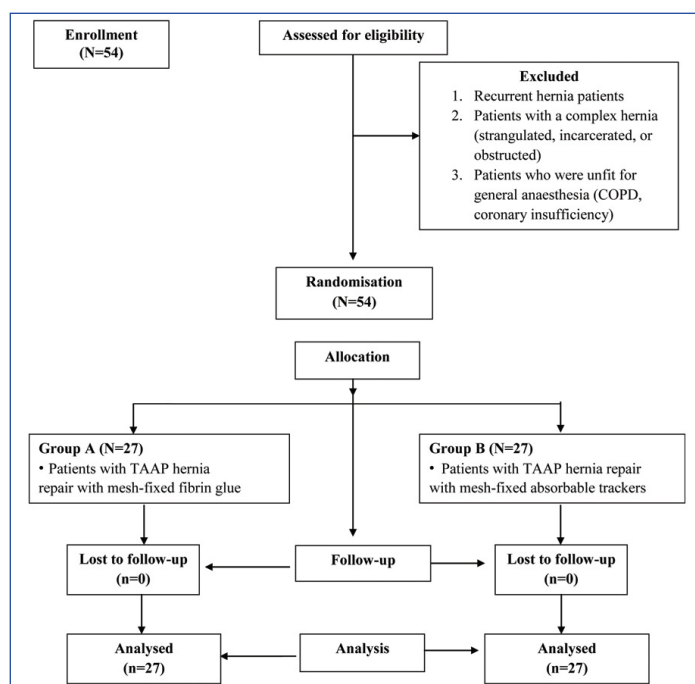 Enrollment
(N=54)
Assessed for eligibility
Excluded
1. Recurrent hernia patients
2. Patients with a complex hernia
(strangulated, incarcerated, or
obstructed)
3. Patients who were unfit for
general anaesthesia (COPD,
coronary insufficiency)
Randomisation
(N=54)
Allocation
Group A (N=27)
• Patients with TAAP hernia
repair with mesh-fixed fibrin glue
Group B (N=27)
• Patients with TAAP hernia repair
with mesh-fixed absorbable trackers
Lost to follow-up
(n=0)
Follow-up
Lost to follow-up
(n=0)
Analysed
(n=27)
Analysis
Analysed
(n=27)